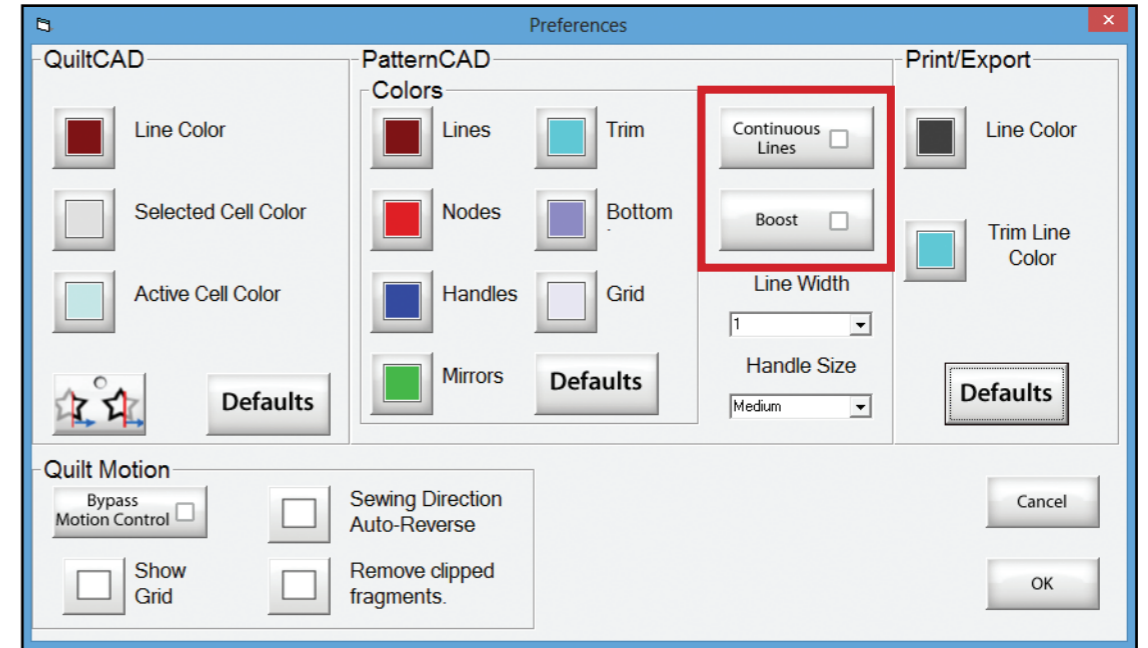 Preferences
QuiltCAD
Line Color
Selected Cell Color
Active Cell Color
Defaults
PatternCAD
Colors
Lines
Trim
Nodes
Bottom
Handles
Grid
Mirrors
Defaults
Continuous
Lines
Boost
Line Width
1
Handle Size
Medium
Print/Export
Line Color
Trim Line
Color
Defaults
Quilt Motion
Bypass
Motion Control
Sewing Direction
Auto-Reverse
Show
Grid
Remove clipped
fragments.
Cancel
OK